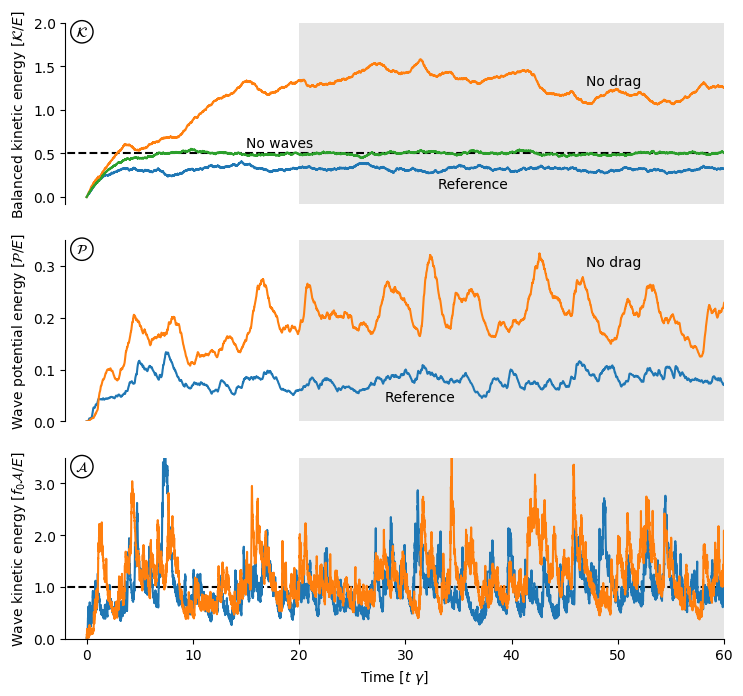 Balanced kinetic energy [𝒦/E]
2.0
1.5
1.0
0.5
0.0
𝒦
No drag
No waves
Reference
Wave potential energy [𝒫/E]
0.3
0.2
0.1
0.0
𝒫
No drag
Reference
Wave kinetic energy [f₀𝒜/E]
3.0
2.0
1.0
0.0
𝒜
0 10 20 30 40 50 60
Time [t γ]